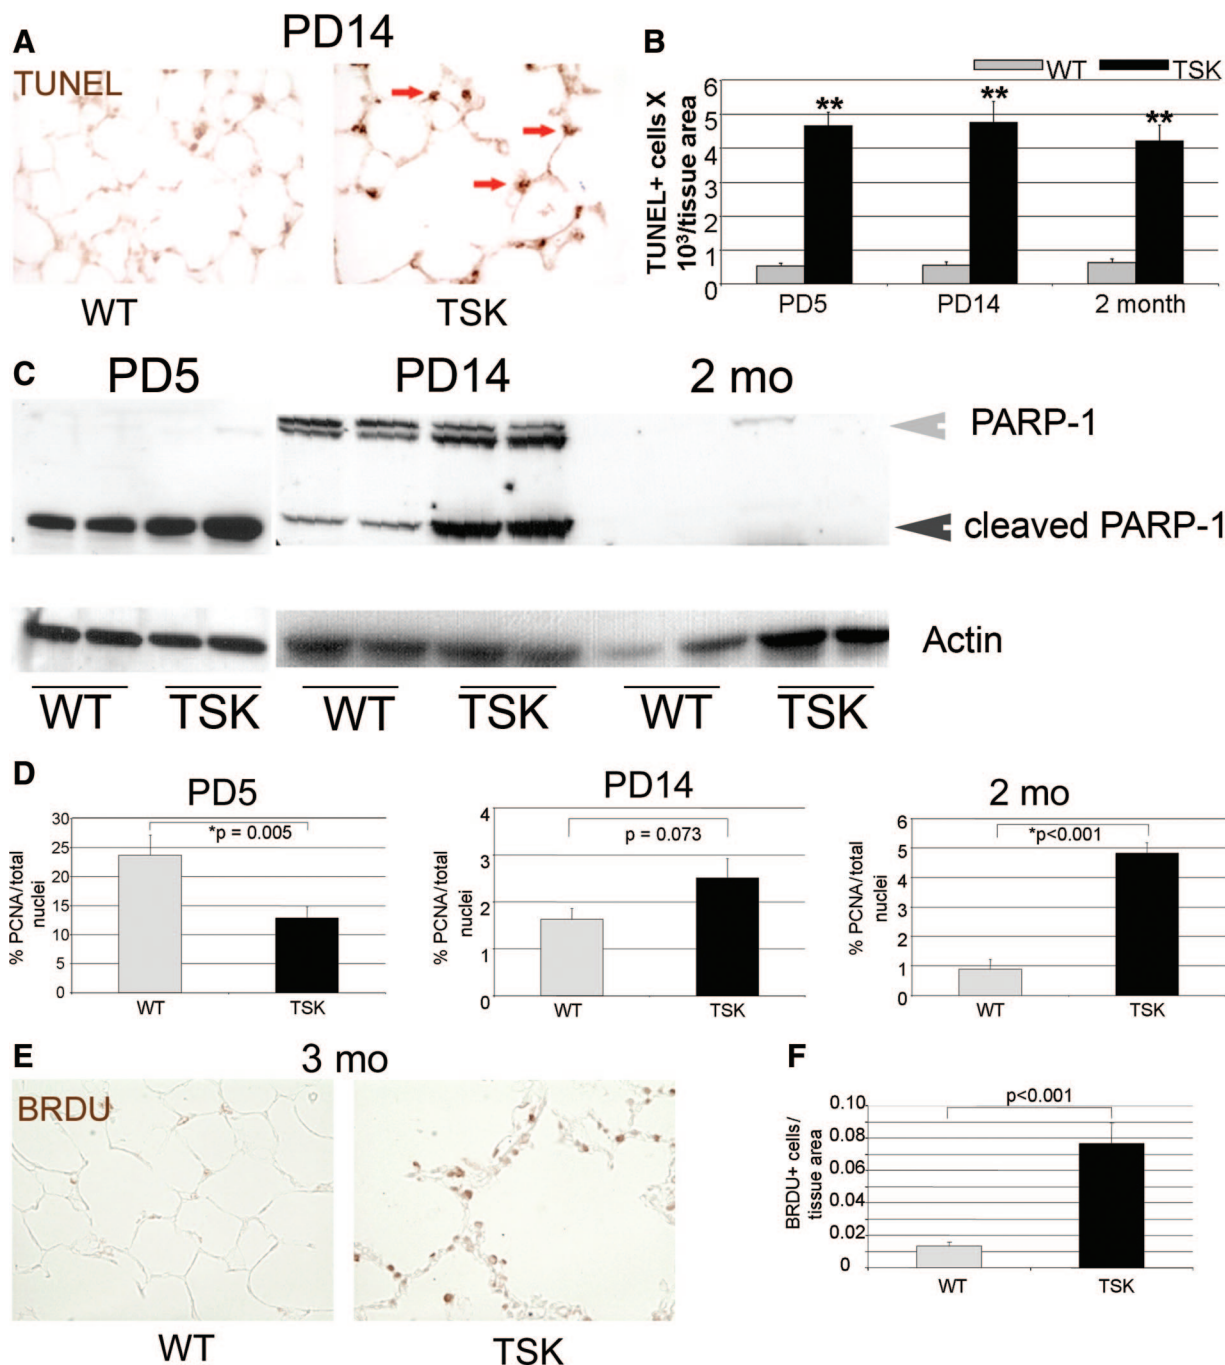 A
PD14
TUNEL
WT
TSK
B
WT
TSK
TUNEL+ cells X
10³/tissue area
6
5
4
3
2
1
0
**
**
**
PD5
PD14
2 month
C
PD5
PD14
2 mo
PARP-1
cleaved PARP-1
Actin
WT
TSK
WT
TSK
WT
TSK
D
PD5
% PCNA/total
nuclei
30
25
20
15
10
5
0
*p = 0.005
WT
TSK
PD14
% PCNA/total
nuclei
4
3
2
1
0
p = 0.073
WT
TSK
2 mo
% PCNA/total
nuclei
6
5
4
3
2
1
0
*p<0.001
WT
TSK
E
3 mo
BRDU
WT
TSK
F
BRDU+ cells/
tissue area
0.10
0.08
0.06
0.04
0.02
0
p<0.001
WT
TSK